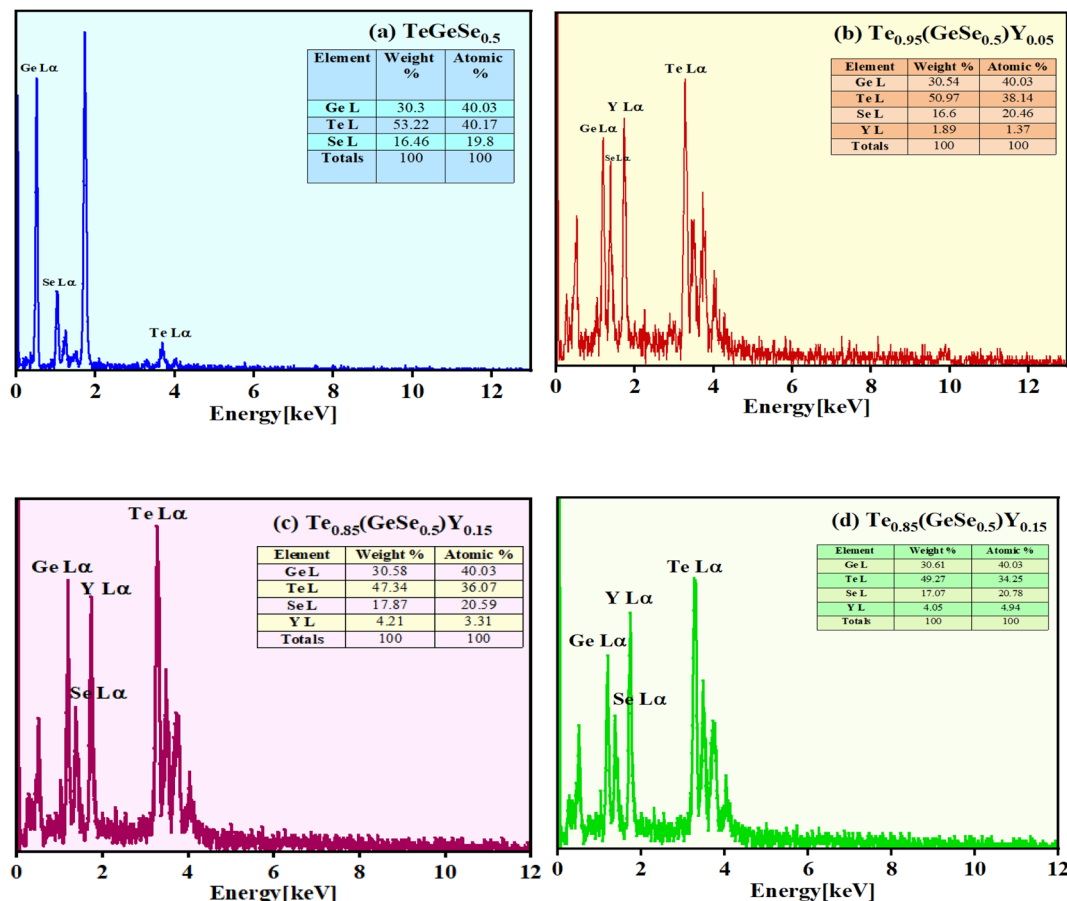 (a) TeGeSe0.5
Element Weight % Atomic %
Ge L 30.3 40.03
Te L 53.22 40.17
Se L 16.46 19.8
Totals 100 100
Ge Lα
Se Lα
Te Lα
0 2 4 6 8 10 12
Energy[keV]
(b) Te0.95(GeSe0.5)Y0.05
Element Weight % Atomic %
Ge L 30.54 40.03
Te L 50.97 38.14
Se L 16.6 20.46
Y L 1.89 1.37
Totals 100 100
Te Lα
Y Lα
Ge Lα
Se Lα
0 2 4 6 8 10 12
Energy[keV]
(c) Te0.85(GeSe0.5)Y0.15
Element Weight % Atomic %
Ge L 30.58 40.03
Te L 47.34 36.07
Se L 17.87 20.59
Y L 4.21 3.31
Totals 100 100
Te Lα
Ge Lα
Y Lα
Se Lα
0 2 4 6 8 10 12
Energy[keV]
(d) Te0.85(GeSe0.5)Y0.15
Element Weight % Atomic %
Ge L 30.61 40.03
Te L 49.27 34.25
Se L 17.07 20.78
Y L 4.05 4.94
Totals 100 100
Te Lα
Y Lα
Ge Lα
Se Lα
0 2 4 6 8 10 12
Energy[keV]